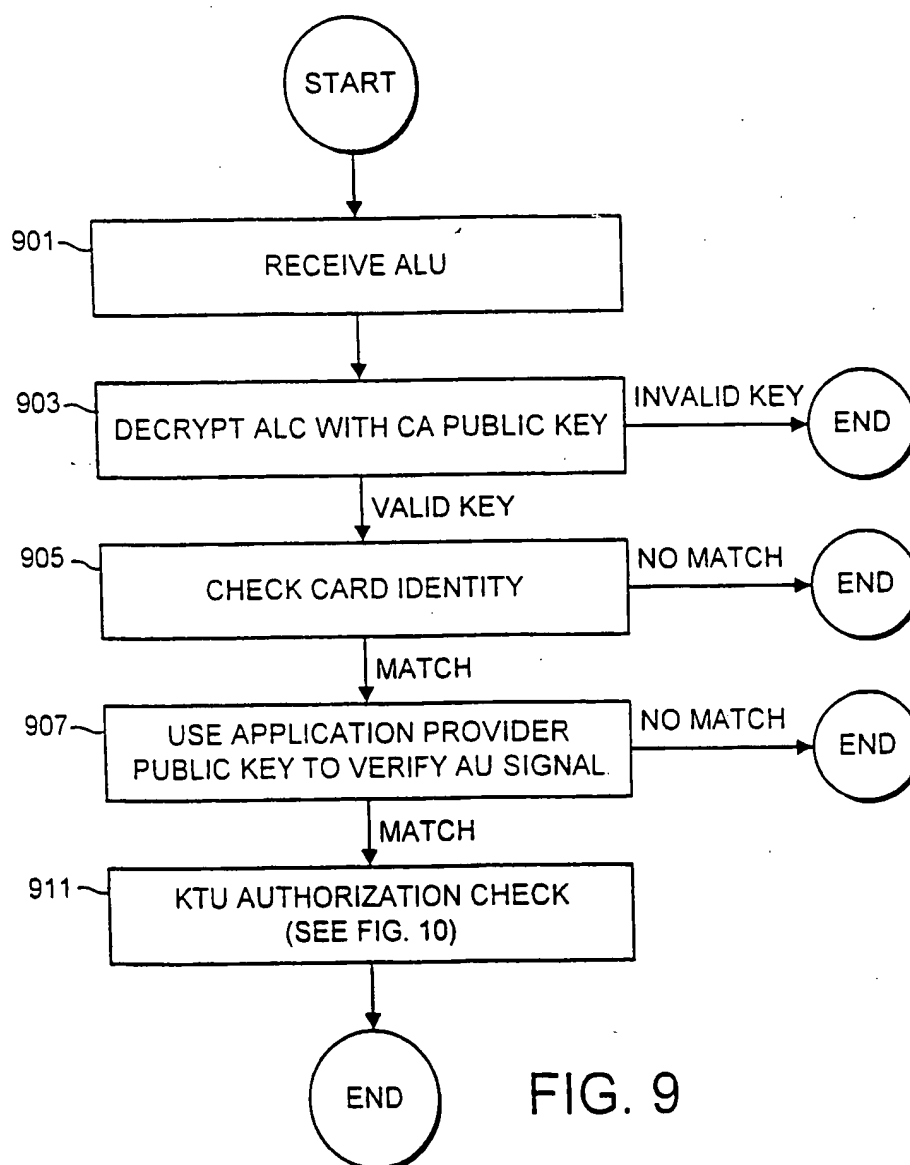 START
901
RECEIVE ALU
903
DECRYPT ALC WITH CA PUBLIC KEY
INVALID KEY
END
VALID KEY
905
CHECK CARD IDENTITY
NO MATCH
END
MATCH
907
USE APPLICATION PROVIDER
PUBLIC KEY TO VERIFY AU SIGNAL.
NO MATCH
END
MATCH
911
KTU AUTHORIZATION CHECK
(SEE FIG. 10)
END
FIG. 9